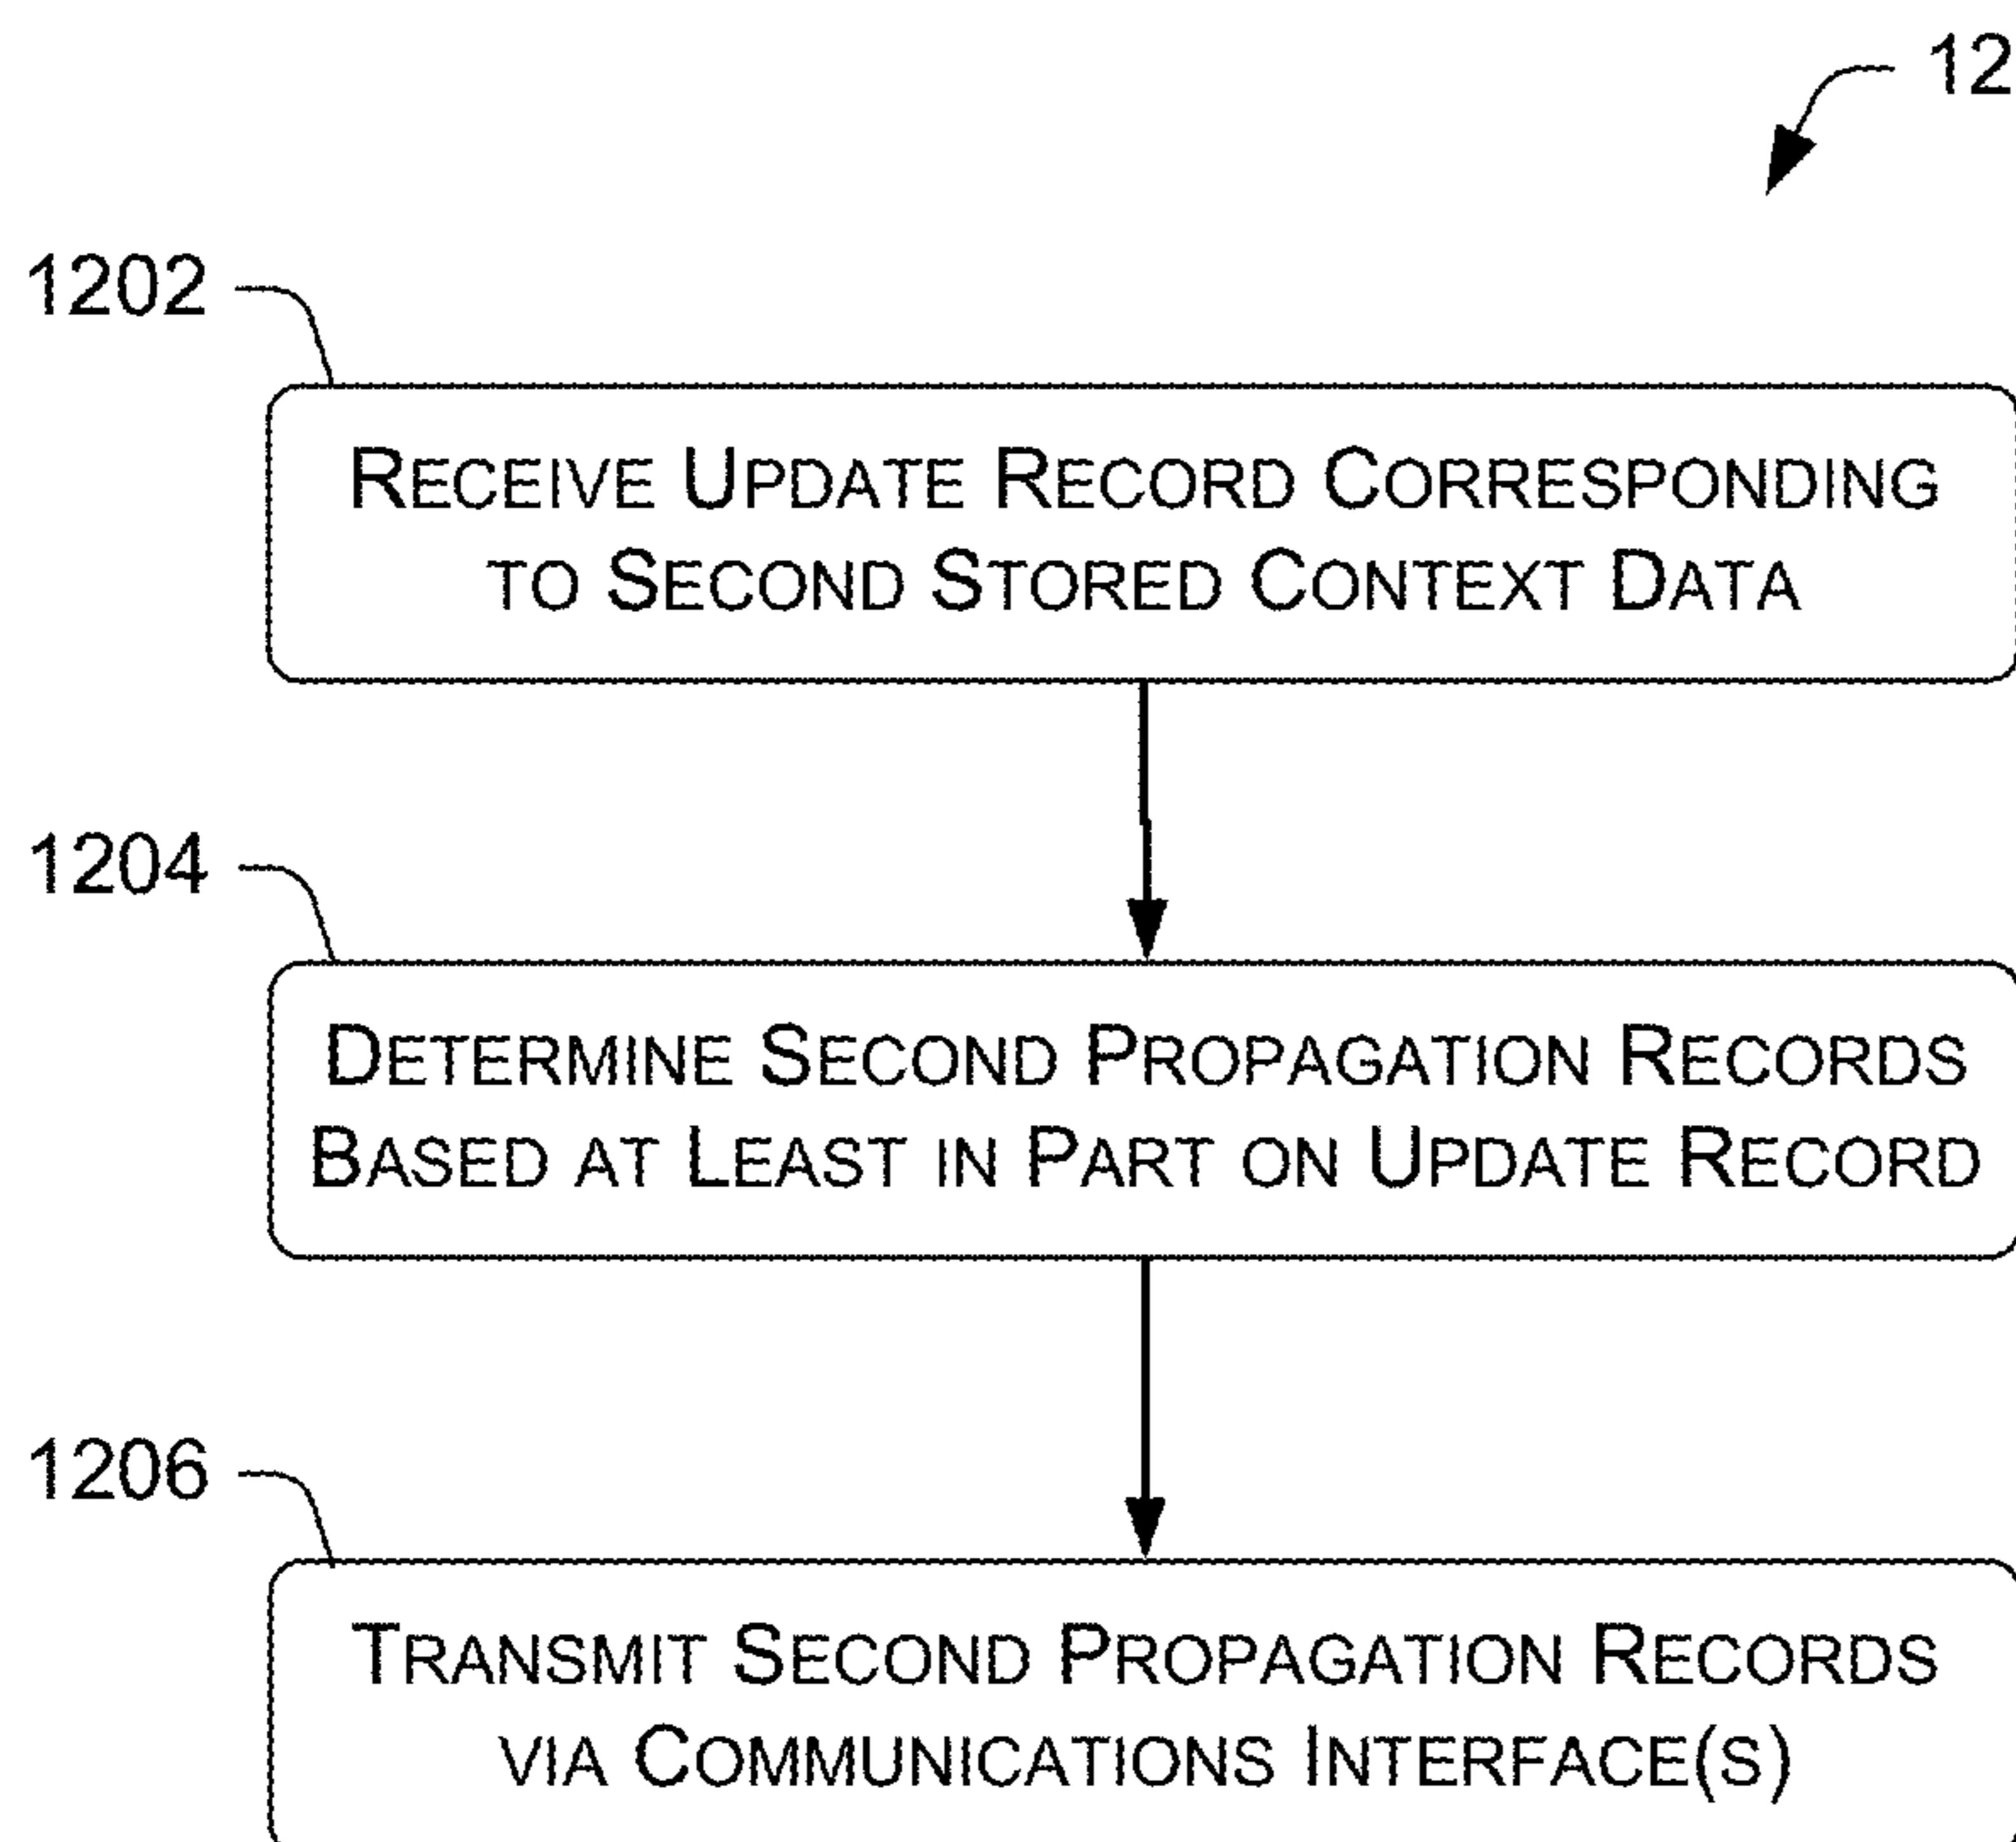 12
1202
RECEIVE UPDATE RECORD CORRESPONDING
TO SECOND STORED CONTEXT DATA
1204
DETERMINE SECOND PROPAGATION RECORDS
BASED AT LEAST IN PART ON UPDATE RECORD
1206
TRANSMIT SECOND PROPAGATION RECORDS
VIA COMMUNICATIONS INTERFACE(S)